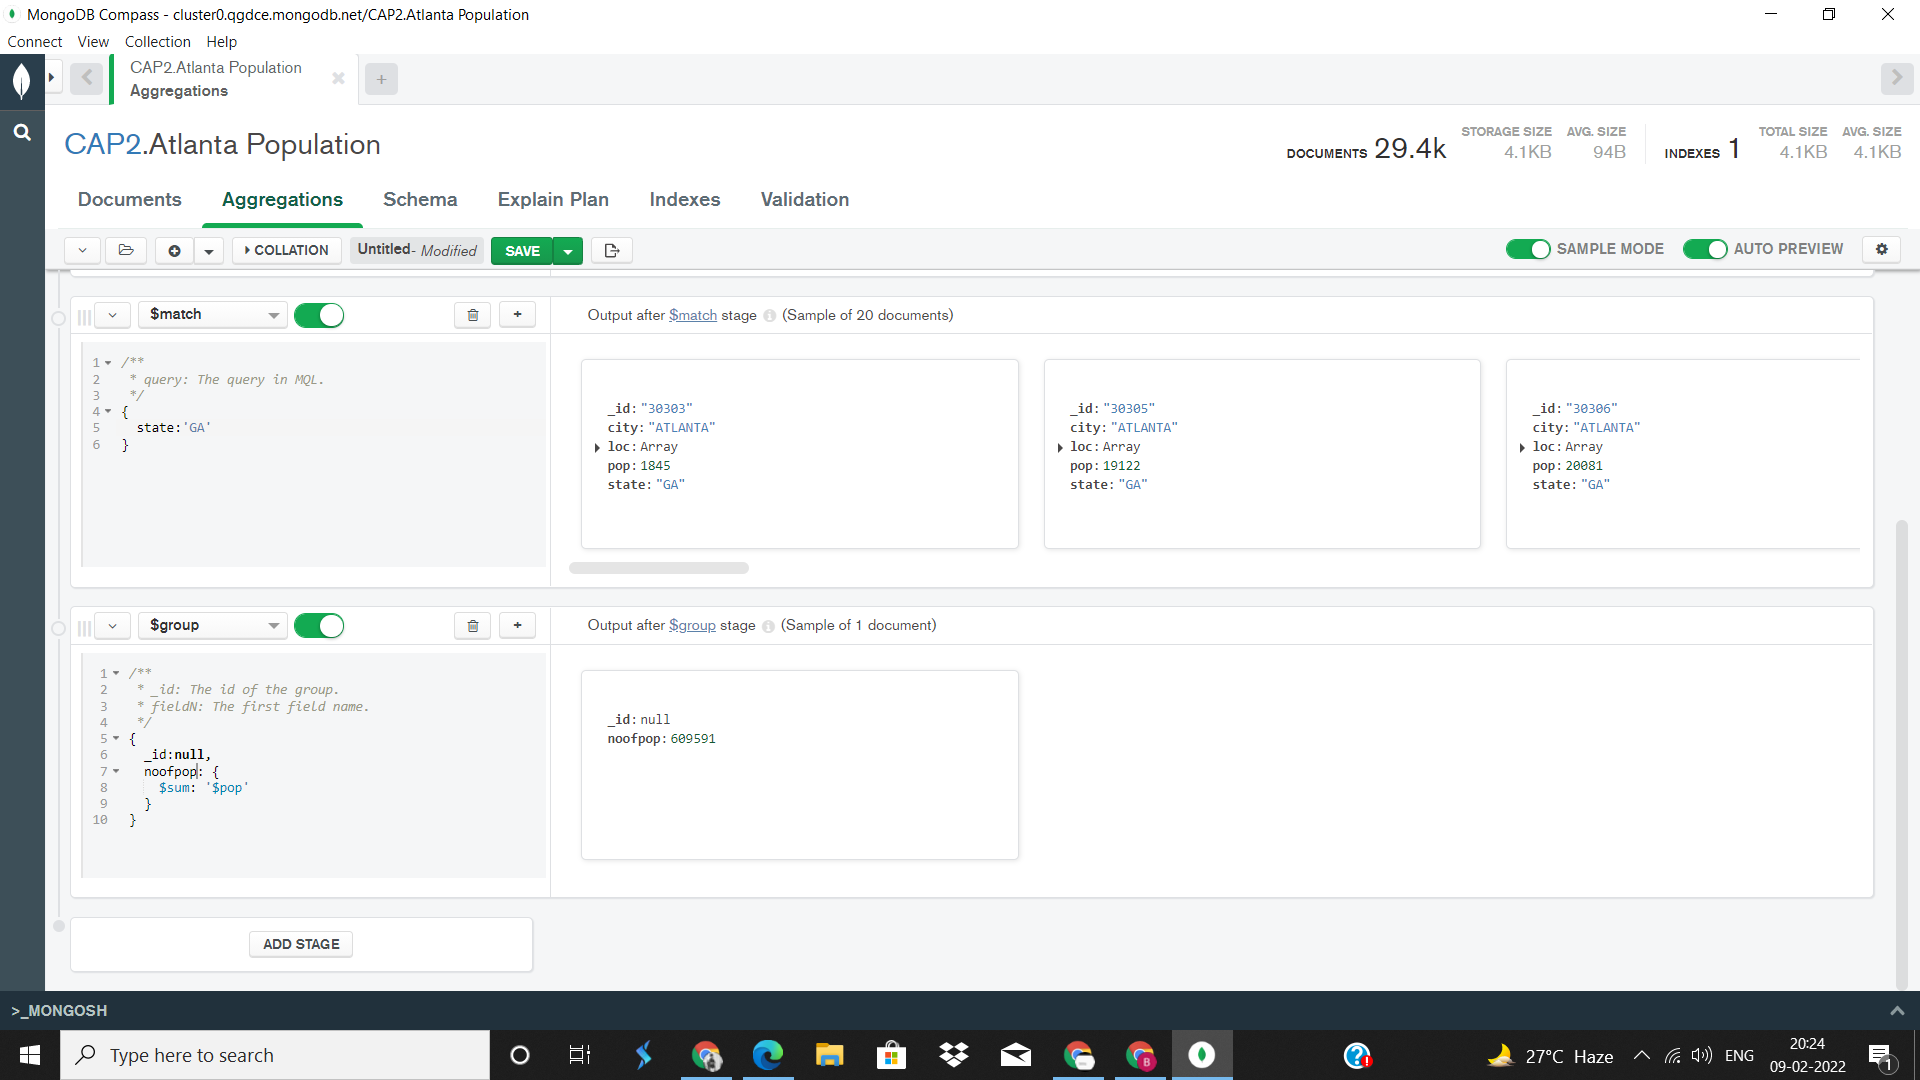 MongoDB Compass - cluster0.qgdce.mongodb.net/CAP2.Atlanta Population
Connect View Collection Help
CAP2.Atlanta Population
Aggregations
CAP2.Atlanta Population
DOCUMENTS 29.4k
STORAGE SIZE
4.1KB
AVG. SIZE
94B
INDEXES 1
TOTAL SIZE
4.1KB
AVG. SIZE
4.1KB
Documents Aggregations Schema Explain Plan Indexes Validation
COLLATION Untitled- Modified SAVE SAMPLE MODE AUTO PREVIEW
$match
Output after $match stage (Sample of 20 documents)
1 /**
2 * query: The query in MQL.
3 */
4 {
5 state:'GA'
6 }
_id: "30303"
city: "ATLANTA"
loc: Array
pop: 1845
state: "GA"
_id: "30305"
city: "ATLANTA"
loc: Array
pop: 19122
state: "GA"
_id: "30306"
city: "ATLANTA"
loc: Array
pop: 20081
state: "GA"
$group
Output after $group stage (Sample of 1 document)
1 /**
2 * _id: The id of the group.
3 * fieldN: The first field name.
4 */
5 {
6 _id:null,
7 noofpop: {
8 $sum: '$pop'
9 }
10 }
_id: null
noofpop: 609591
ADD STAGE
>_MONGOSH
Type here to search
27°C Haze
ENG
20:24
09-02-2022
1